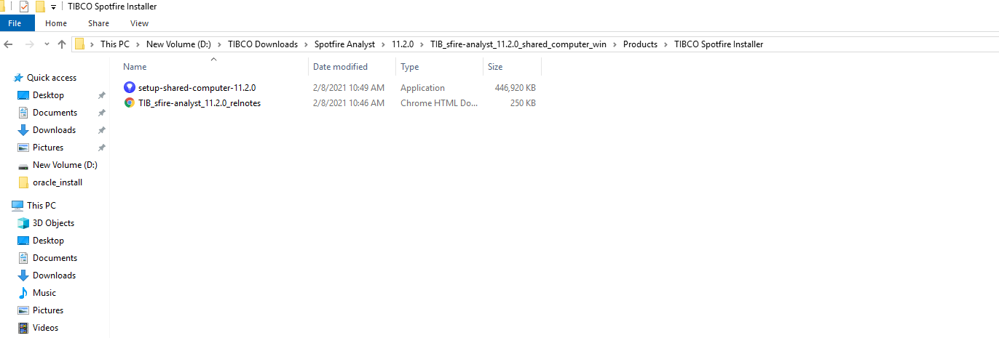 TIBCO Spotfire Installer
File Home Share View
This PC New Volume (D:) TIBCO Downloads Spotfire Analyst 11.2.0 TIB_sfire-analyst_11.2.0_shared_computer_win Products TIBCO Spotfire Installer
Name Date modified Type Size
Quick access
setup-shared-computer-11.2.0 2/8/2021 10:49 AM Application 446,920 KB
Desktop
TIB_sfire-analyst_11.2.0_relnotes 2/8/2021 10:46 AM Chrome HTML Do... 250 KB
Documents
Downloads
Pictures
New Volume (D:)
oracle_install
This PC
3D Objects
Desktop
Documents
Downloads
Music
Pictures
Videos